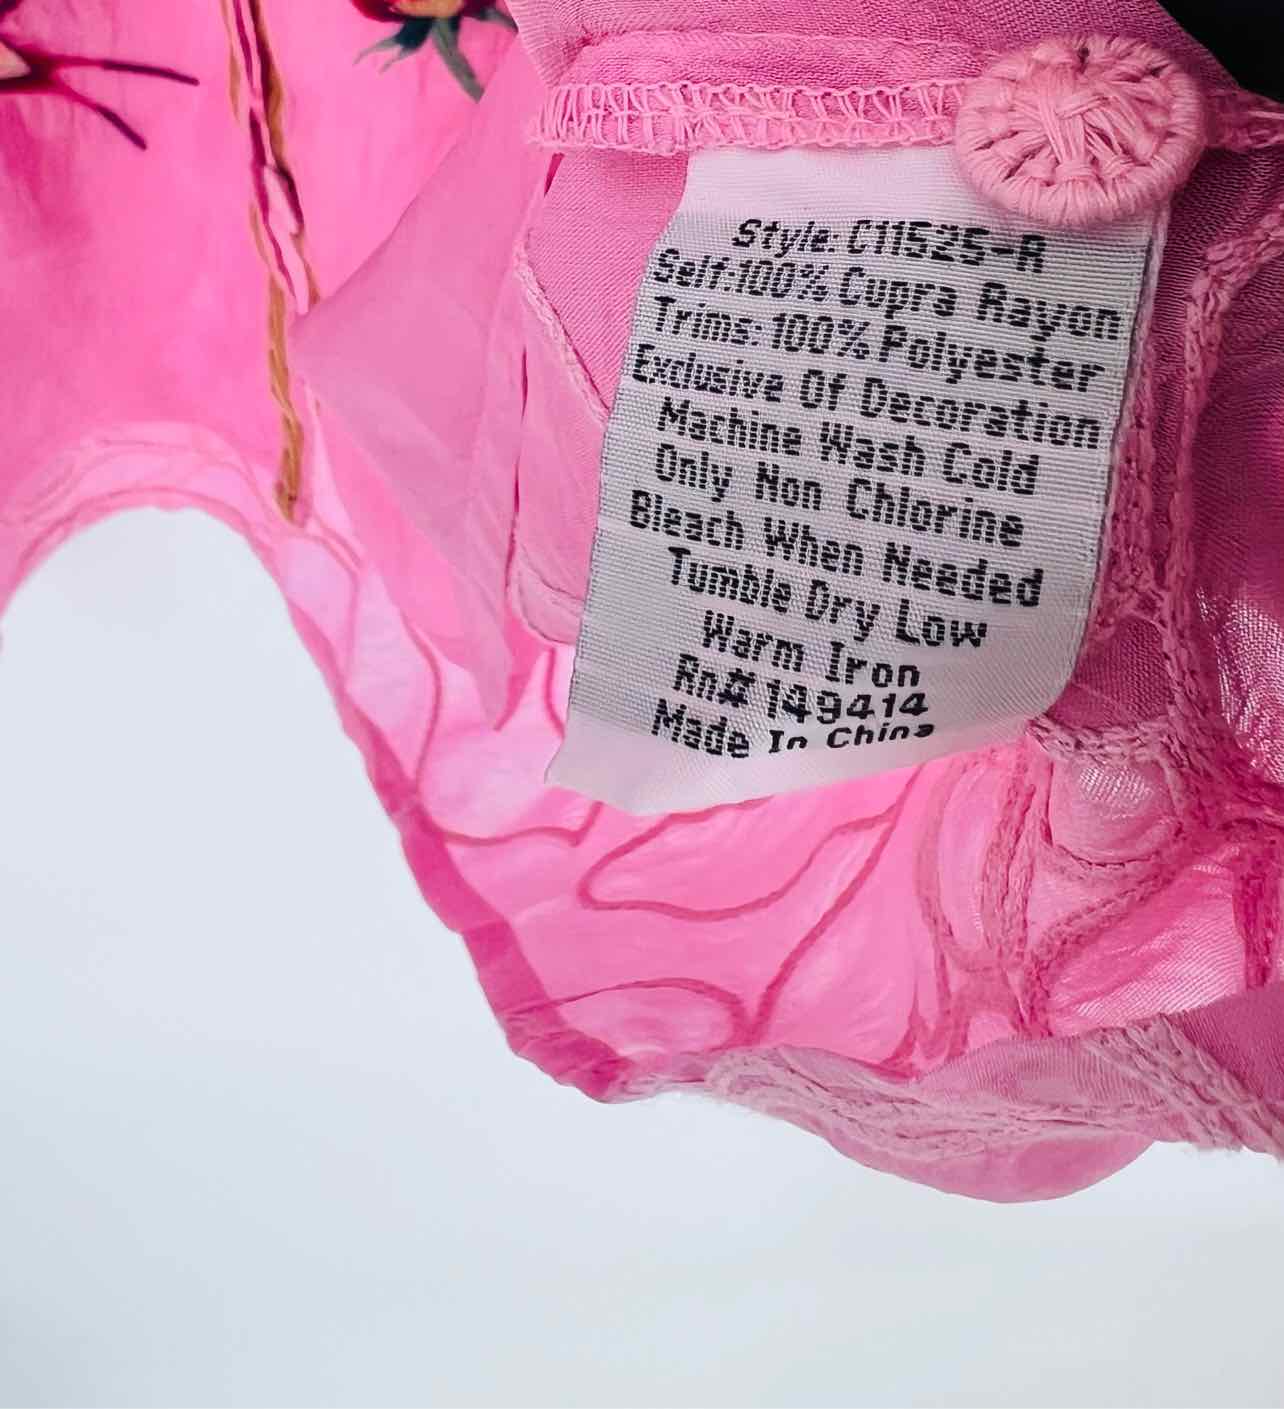 Style: C11525-A
Self:100% Cupra Rayon
Trims: 100% Polyester
Exclusive Of Decoration
Machine Wash Cold
Only Non Chlorine
Bleach When Needed
Tumble Dry Low
Warm Iron
Rn# 149414
Made In China